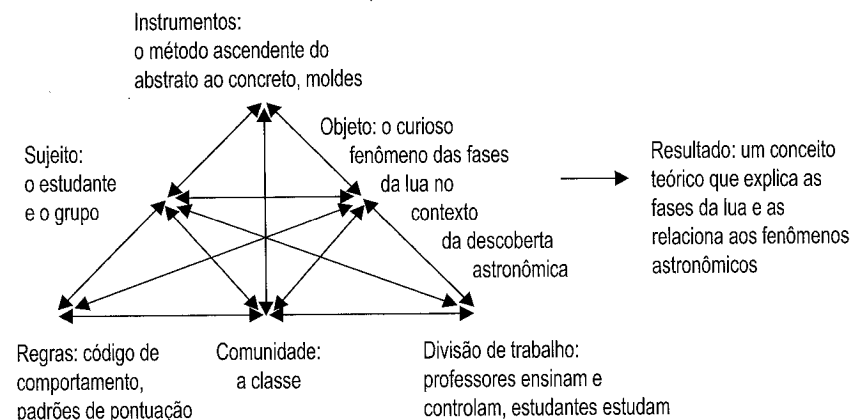 Instrumentos:
o método ascendente do
abstrato ao concreto, moldes
Sujeito:
o estudante
e o grupo
Objeto: o curioso
fenômeno das fases
da lua no
contexto
da descoberta
astronômica
Resultado: um conceito
teórico que explica as
fases da lua e as
relaciona aos fenômenos
astronômicos
Regras: código de
comportamento,
padrões de pontuação
Comunidade:
a classe
Divisão de trabalho:
professores ensinam e
controlam, estudantes estudam